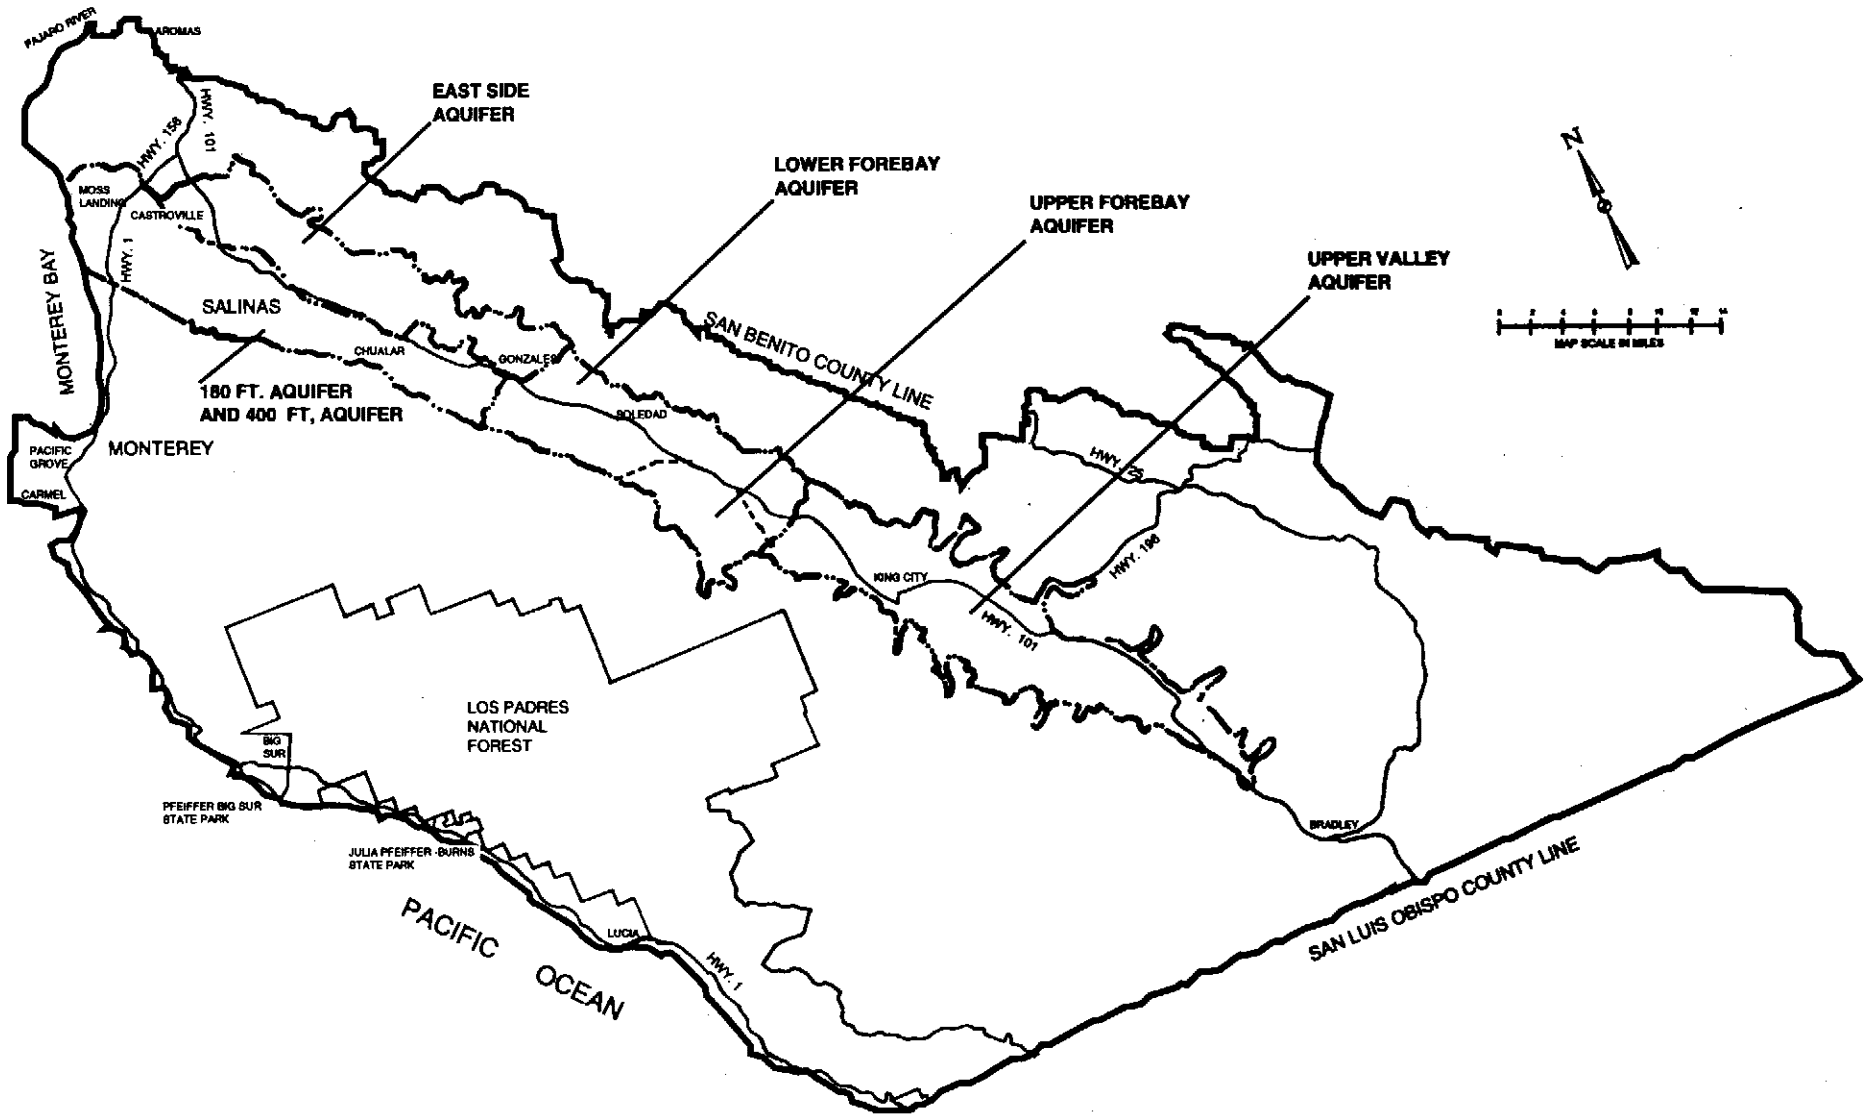 PAJARO RIVER
AROMAS
HWY. 101
HWY. 156
EAST SIDE
AQUIFER
LOWER FOREBAY
AQUIFER
UPPER FOREBAY
AQUIFER
UPPER VALLEY
AQUIFER
N
MAP SCALE IN MILES
MOSS
LANDING
CASTROVILLE
HWY. 1
MONTEREY BAY
SALINAS
CHUALAR
GONZALES
SOLEDAD
SAN BENITO COUNTY LINE
180 FT. AQUIFER
AND 400 FT, AQUIFER
PACIFIC
GROVE
MONTEREY
CARMEL
HWY. 25
HWY. 198
KING CITY
HWY. 101
LOS PADRES
NATIONAL
FOREST
BIG
SUR
PFEIFFER BIG SUR
STATE PARK
JULIA PFEIFFER-BURNS
STATE PARK
BRADLEY
SAN LUIS OBISPO COUNTY LINE
LUCIA
HWY. 1
PACIFIC OCEAN